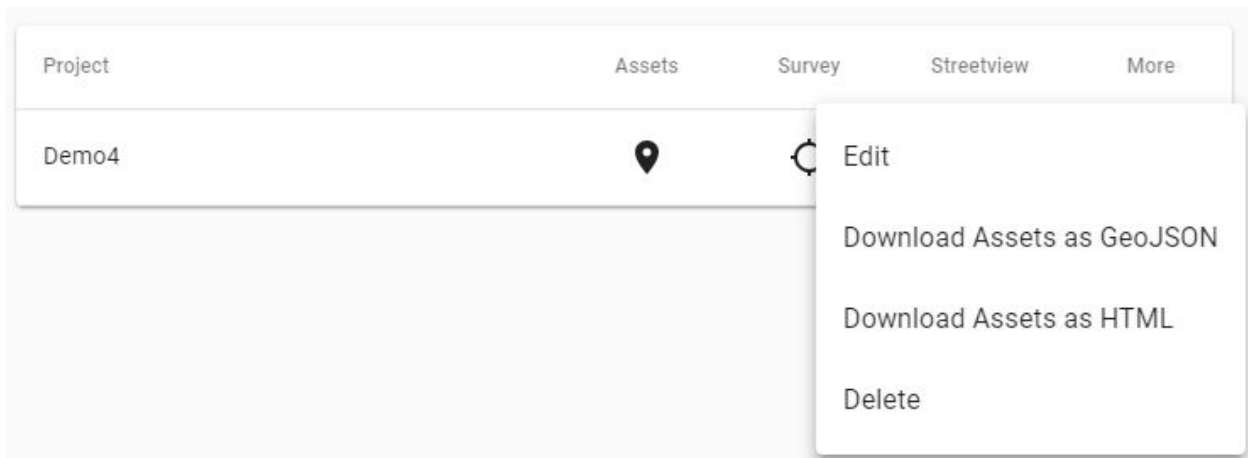 Project Assets Survey Streetview More
Demo4
Edit
Download Assets as GeoJSON
Download Assets as HTML
Delete